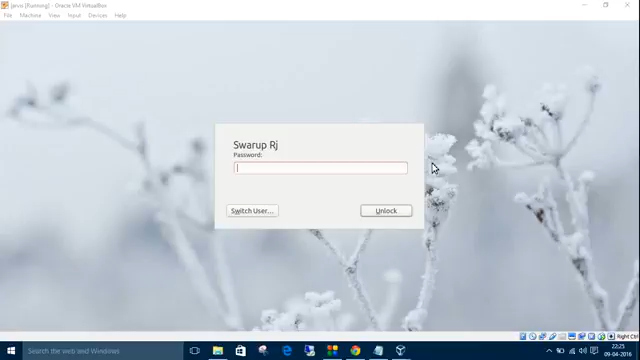 jarvis [Running] - Oracle VM VirtualBox
File Machine View Input Devices Help
Swarup Rj
Password:
Switch User...
Unlock
Right Ctrl
Search the web and Windows
22:25
09-04-2016